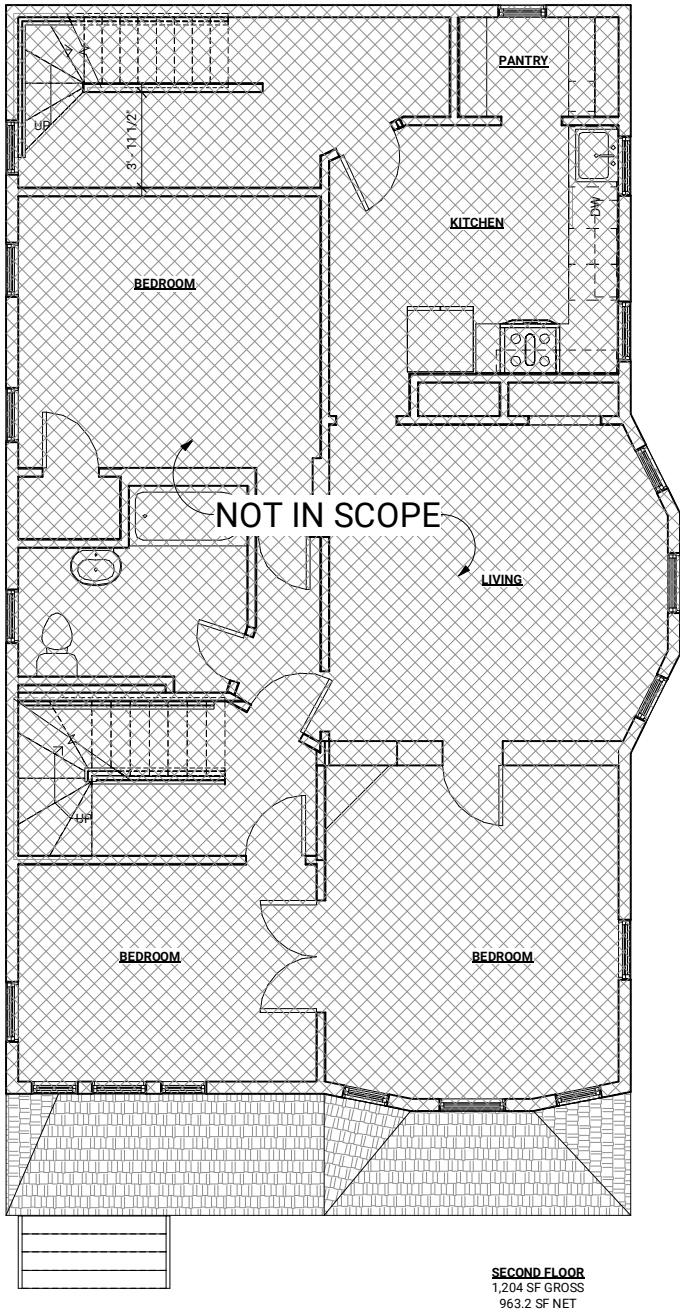 PANTRY
UP
3' - 11 1/2"
DW
KITCHEN
BEDROOM
NOT IN SCOPE
LIVING
UP
BEDROOM
BEDROOM
SECOND FLOOR
1,204 SF GROSS
963.2 SF NET